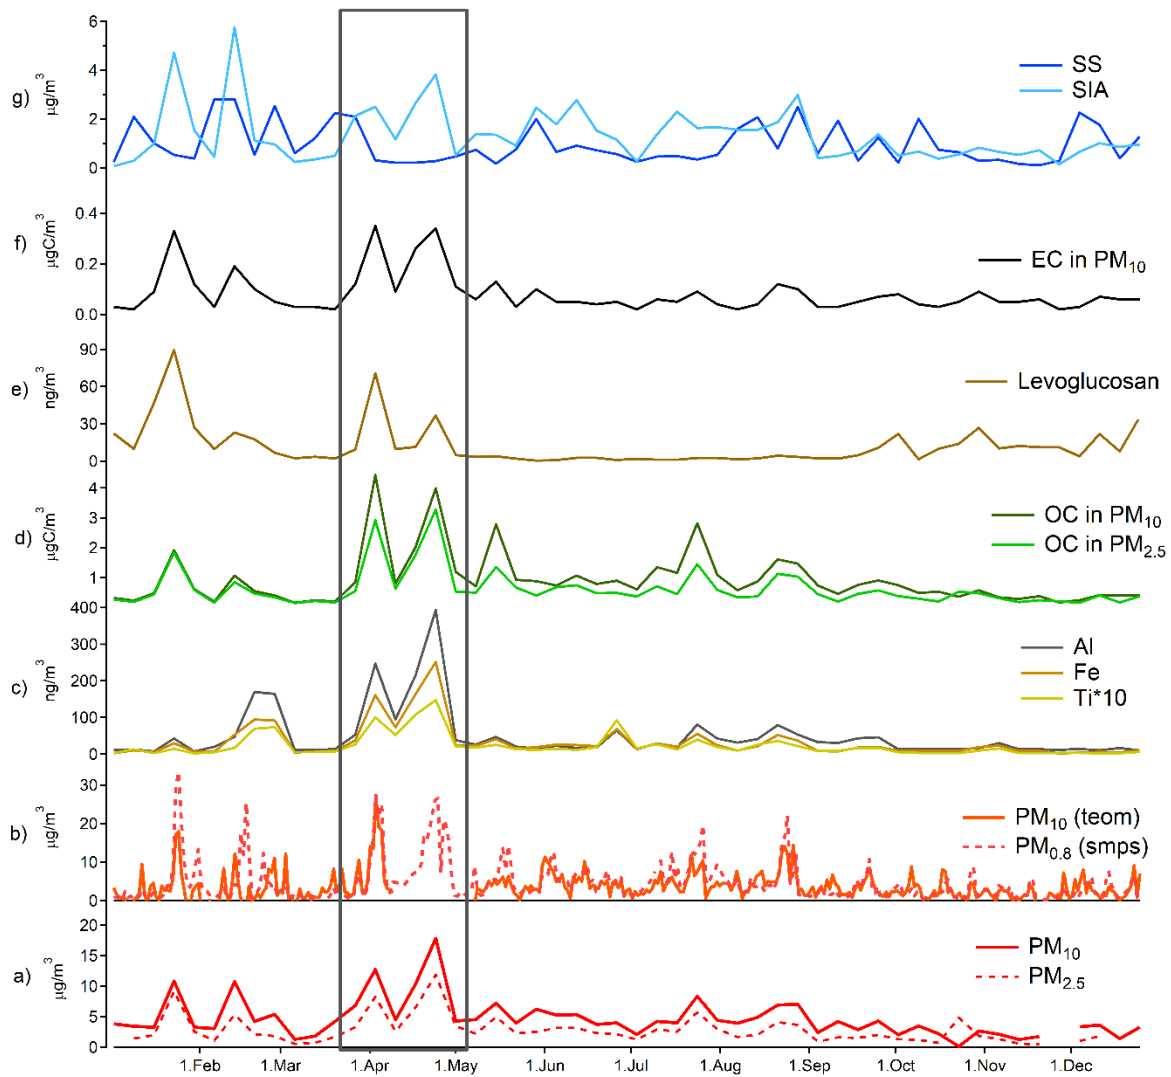 g)
µg/m³
6
4
2
0
SS
SIA
f)
µgC/m³
0.4
0.2
0.0
EC in PM₁₀
e)
ng/m³
90
60
30
0
Levoglucosan
d)
µgC/m³
4
3
2
1
OC in PM₁₀
OC in PM₂.₅
c)
ng/m³
400
300
200
100
0
Al
Fe
Ti*10
b)
µg/m³
30
20
10
0
PM₁₀ (teom)
PM₀.₈ (smps)
a)
µg/m³
20
15
10
5
0
PM₁₀
PM₂.₅
1.Feb 1.Mar 1.Apr 1.May 1.Jun 1.Jul 1.Aug 1.Sep 1.Oct 1.Nov 1.Dec